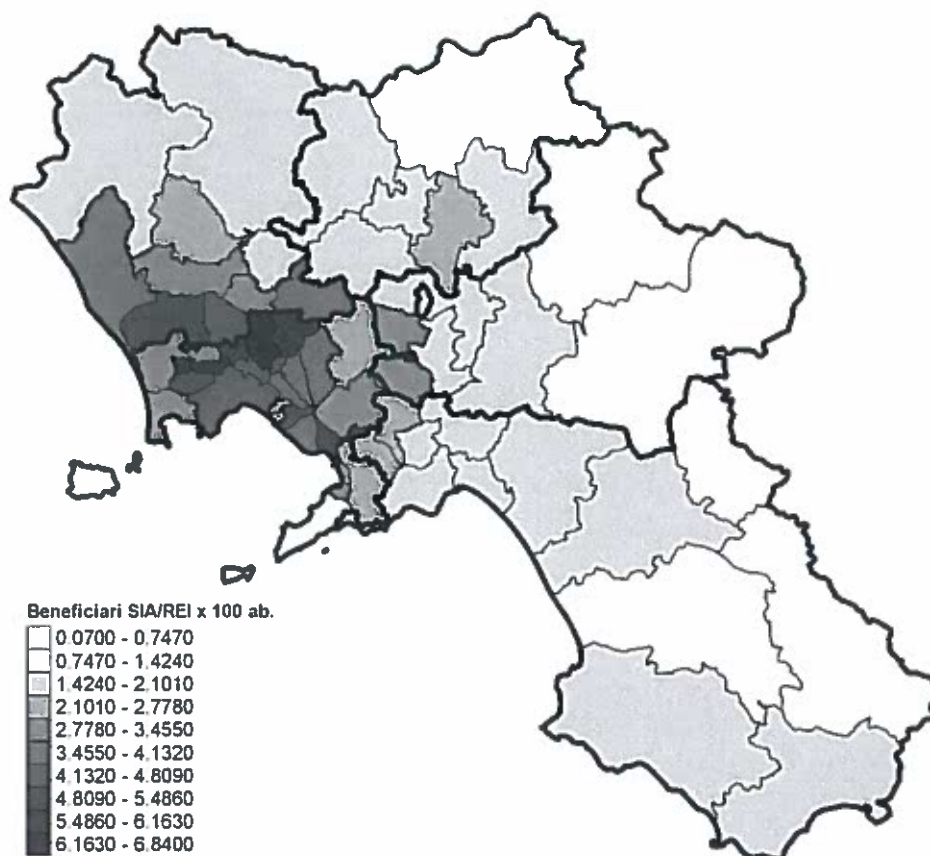 Beneficiari SIA/REI x 100 ab.
0.0700 - 0.7470
0.7470 - 1.4240
1.4240 - 2.1010
2.1010 - 2.7780
2.7780 - 3.4550
3.4550 - 4.1320
4.1320 - 4.8090
4.8090 - 5.4860
5.4860 - 6.1630
6.1630 - 6.8400